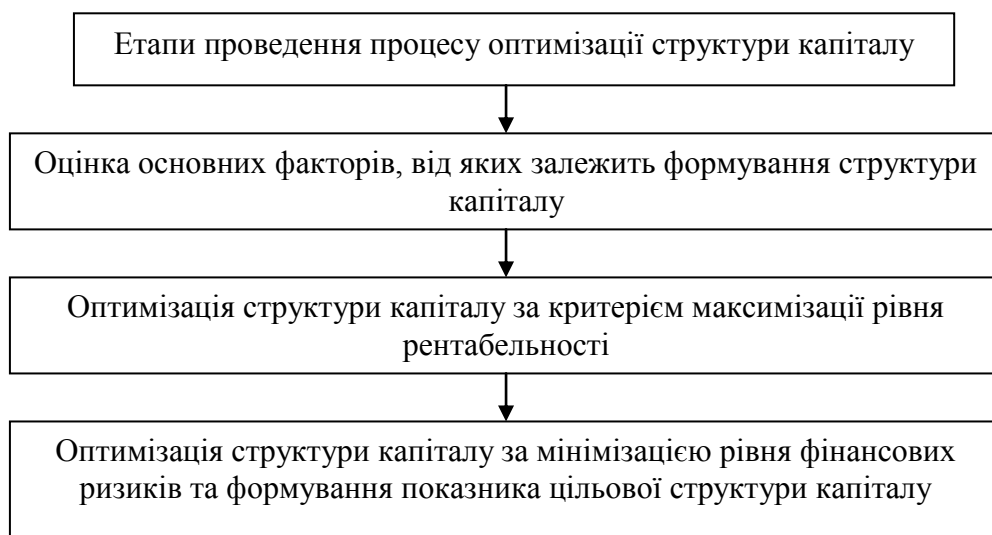 Етапи проведення процесу оптимізації структури капіталу
Оцінка основних факторів, від яких залежить формування структури
капіталу
Оптимізація структури капіталу за критерієм максимізації рівня
рентабельності
Оптимізація структури капіталу за мінімізацією рівня фінансових
ризиків та формування показника цільової структури капіталу